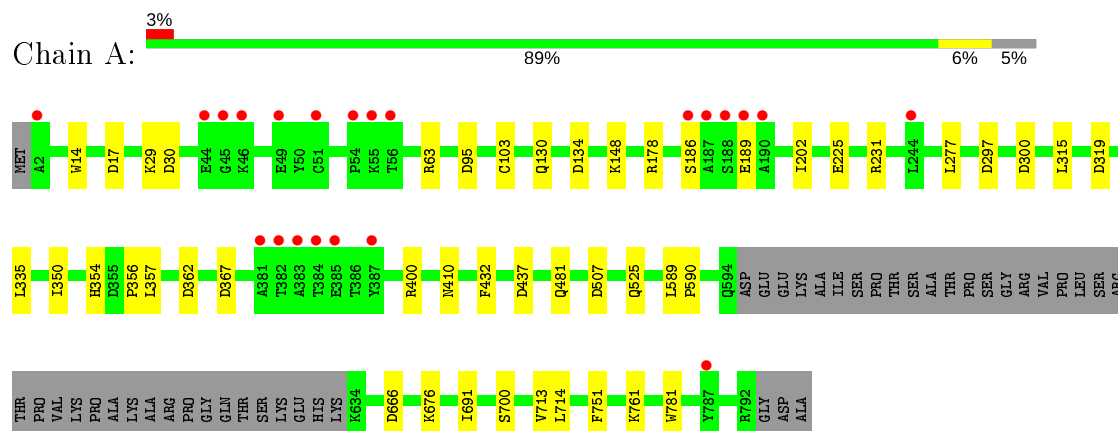 3%
Chain A:
89% 6% 5%
MET A2 W14 D17 K29 D30 E44 G45 K46 E49 Y50 C51 P54 K55 T56 R63 D95 C103 Q130 D134 K148 R178 S186 A187 S188 E189 A190 I202 E225 R231 L244 L277 D297 D300 L315 D319
L335 I350 H354 D355 P356 L357 D362 D367 A381 T382 A383 T384 E385 T386 Y387 R400 N410 F432 D437 Q481 D507 Q525 L589 P590 Q594 ASP GLU GLU LYS ALA ILE SER PRO THR SER ALA THR PRO SER GLY ARG VAL PRO LEU SER ARG
THR PRO VAL LYS PRO ALA LYS ALA ARG PRO GLY GLN THR SER LYS GLU HIS LYS K634 D666 K676 I691 S700 V713 L714 F751 K761 W781 Y787 R792 GLY ASP ALA